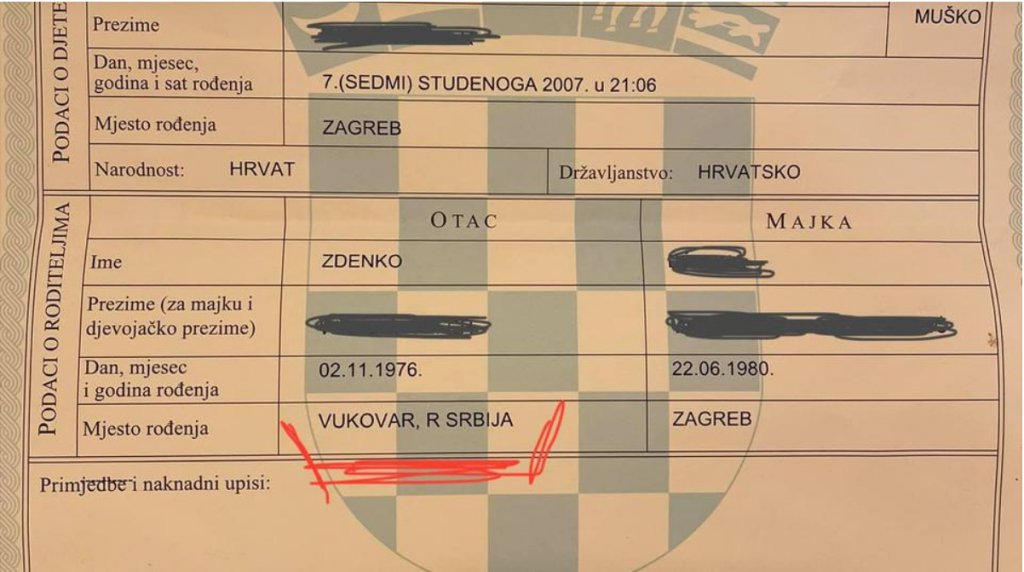 PODACI O DJETE
Prezime
MUŠKO
Dan, mjesec,
godina i sat rođenja
7.(SEDMI) STUDENOGA 2007. u 21:06
Mjesto rođenja
ZAGREB
Narodnost:
HRVAT
Državljanstvo:
HRVATSKO
PODACI O RODITELJIMA
OTAC
MAJKA
Ime
ZDENKO
Prezime (za majku i
djevojačko prezime)
Dan, mjesec
i godina rođenja
02.11.1976.
22.06.1980.
Mjesto rođenja
VUKOVAR, R SRBIJA
ZAGREB
Primjedbe i naknadni upisi: